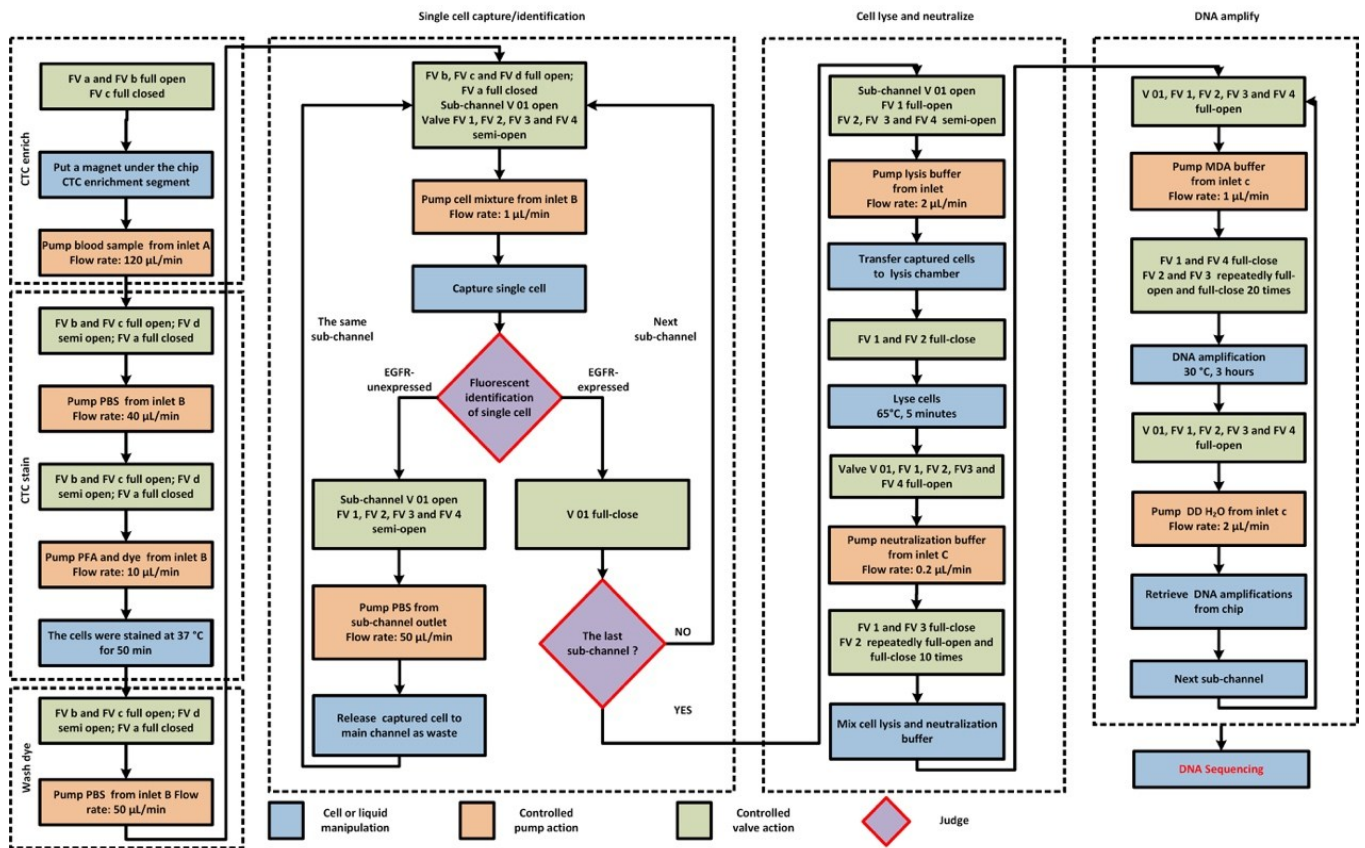 CTC enrich
FV a and FV b full open
FV c full closed
Put a magnet under the chip
CTC enrichment segment
Pump blood sample from inlet A
Flow rate: 120 µL/min
CTC stain
FV b and FV c full open; FV d
semi open; FV a full closed
Pump PBS from inlet B
Flow rate: 40 µL/min
FV b and FV c full open; FV d
semi open; FV a full closed
Pump PFA and dye from inlet B
Flow rate: 10 µL/min
The cells were stained at 37 °C
for 50 min
Wash dye
FV b and FV c full open; FV d
semi open; FV a full closed
Pump PBS from inlet B Flow
rate: 50 µL/min
Single cell capture/identification
FV b, FV c and FV d full open;
FV a full closed
Sub-channel V 01 open
Valve FV 1, FV 2, FV 3 and FV 4
semi-open
Pump cell mixture from inlet B
Flow rate: 1 µL/min
Capture single cell
The same
sub-channel
Next
sub-channel
EGFR-
unexpressed
Fluorescent
identification
of single cell
EGFR-
expressed
Sub-channel V 01 open
FV 1, FV 2, FV 3 and FV 4
semi-open
Pump PBS from
sub-channel outlet
Flow rate: 50 µL/min
Release captured cell to
main channel as waste
V 01 full-close
The last
sub-channel ?
NO
YES
Cell lyse and neutralize
Sub-channel V 01 open
FV 1 full-open
FV 2, FV 3 and FV 4 semi-open
Pump lysis buffer
from inlet
Flow rate: 2 µL/min
Transfer captured cells
to lysis chamber
FV 1 and FV 2 full-close
Lyse cells
65°C, 5 minutes
Valve V 01, FV 1, FV 2, FV3 and
FV 4 full-open
Pump neutralization buffer
from inlet C
Flow rate: 0.2 µL/min
FV 1 and FV 3 full-close
FV 2 repeatedly full-open and
full-close 10 times
Mix cell lysis and neutralization
buffer
DNA amplify
V 01, FV 1, FV 2, FV 3 and FV 4
full-open
Pump MDA buffer
from inlet c
Flow rate: 1 µL/min
FV 1 and FV 4 full-close
FV 2 and FV 3 repeatedly full-
open and full-close 20 times
DNA amplification
30 °C, 3 hours
V 01, FV 1, FV 2, FV 3 and FV 4
full-open
Pump DD H₂O from inlet c
Flow rate: 2 µL/min
Retrieve DNA amplifications
from chip
Next sub-channel
DNA Sequencing
Cell or liquid
manipulation
Controlled
pump action
Controlled
valve action
Judge